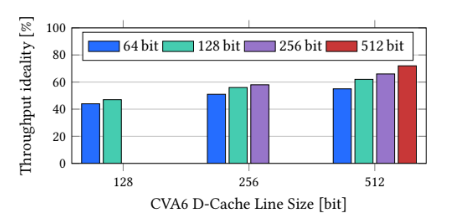 Throughput ideality [%]
100
80
60
40
20
0
64 bit 128 bit 256 bit 512 bit
128 256 512
CVA6 D-Cache Line Size [bit]